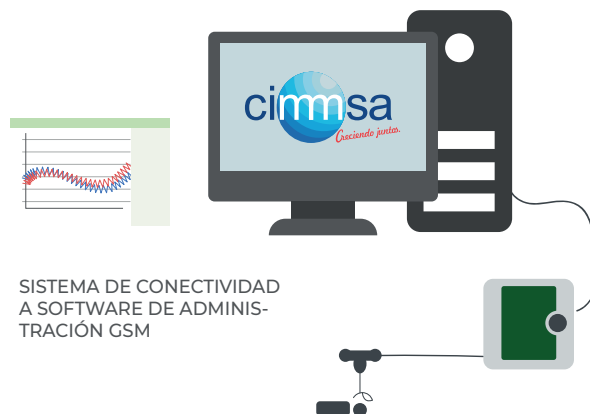 cimmsa
Creciendo juntos.
SISTEMA DE CONECTIVIDAD
A SOFTWARE DE ADMINIS-
TRACIÓN GSM